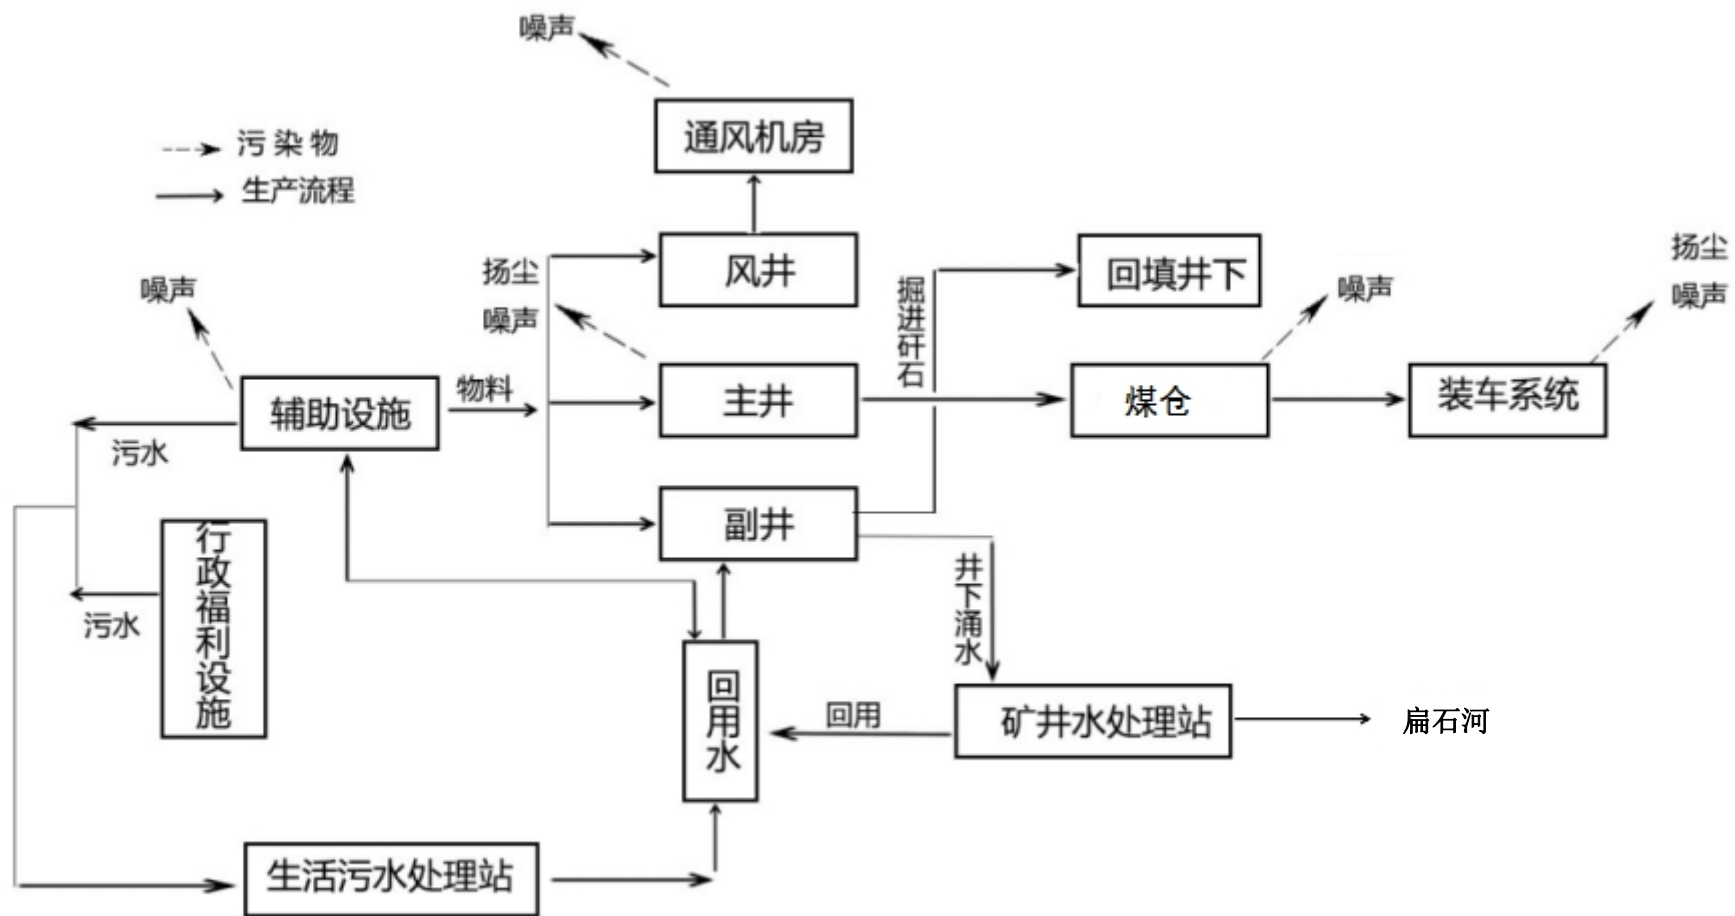 噪声
通风机房
污染物
生产流程
扬尘
噪声
风井
掘进矸石
回填井下
扬尘
噪声
噪声
噪声
辅助设施
物料
主井
煤仓
装车系统
污水
副井
行政福利设施
污水
井下涌水
回用水
回用
矿井水处理站
扁石河
生活污水处理站